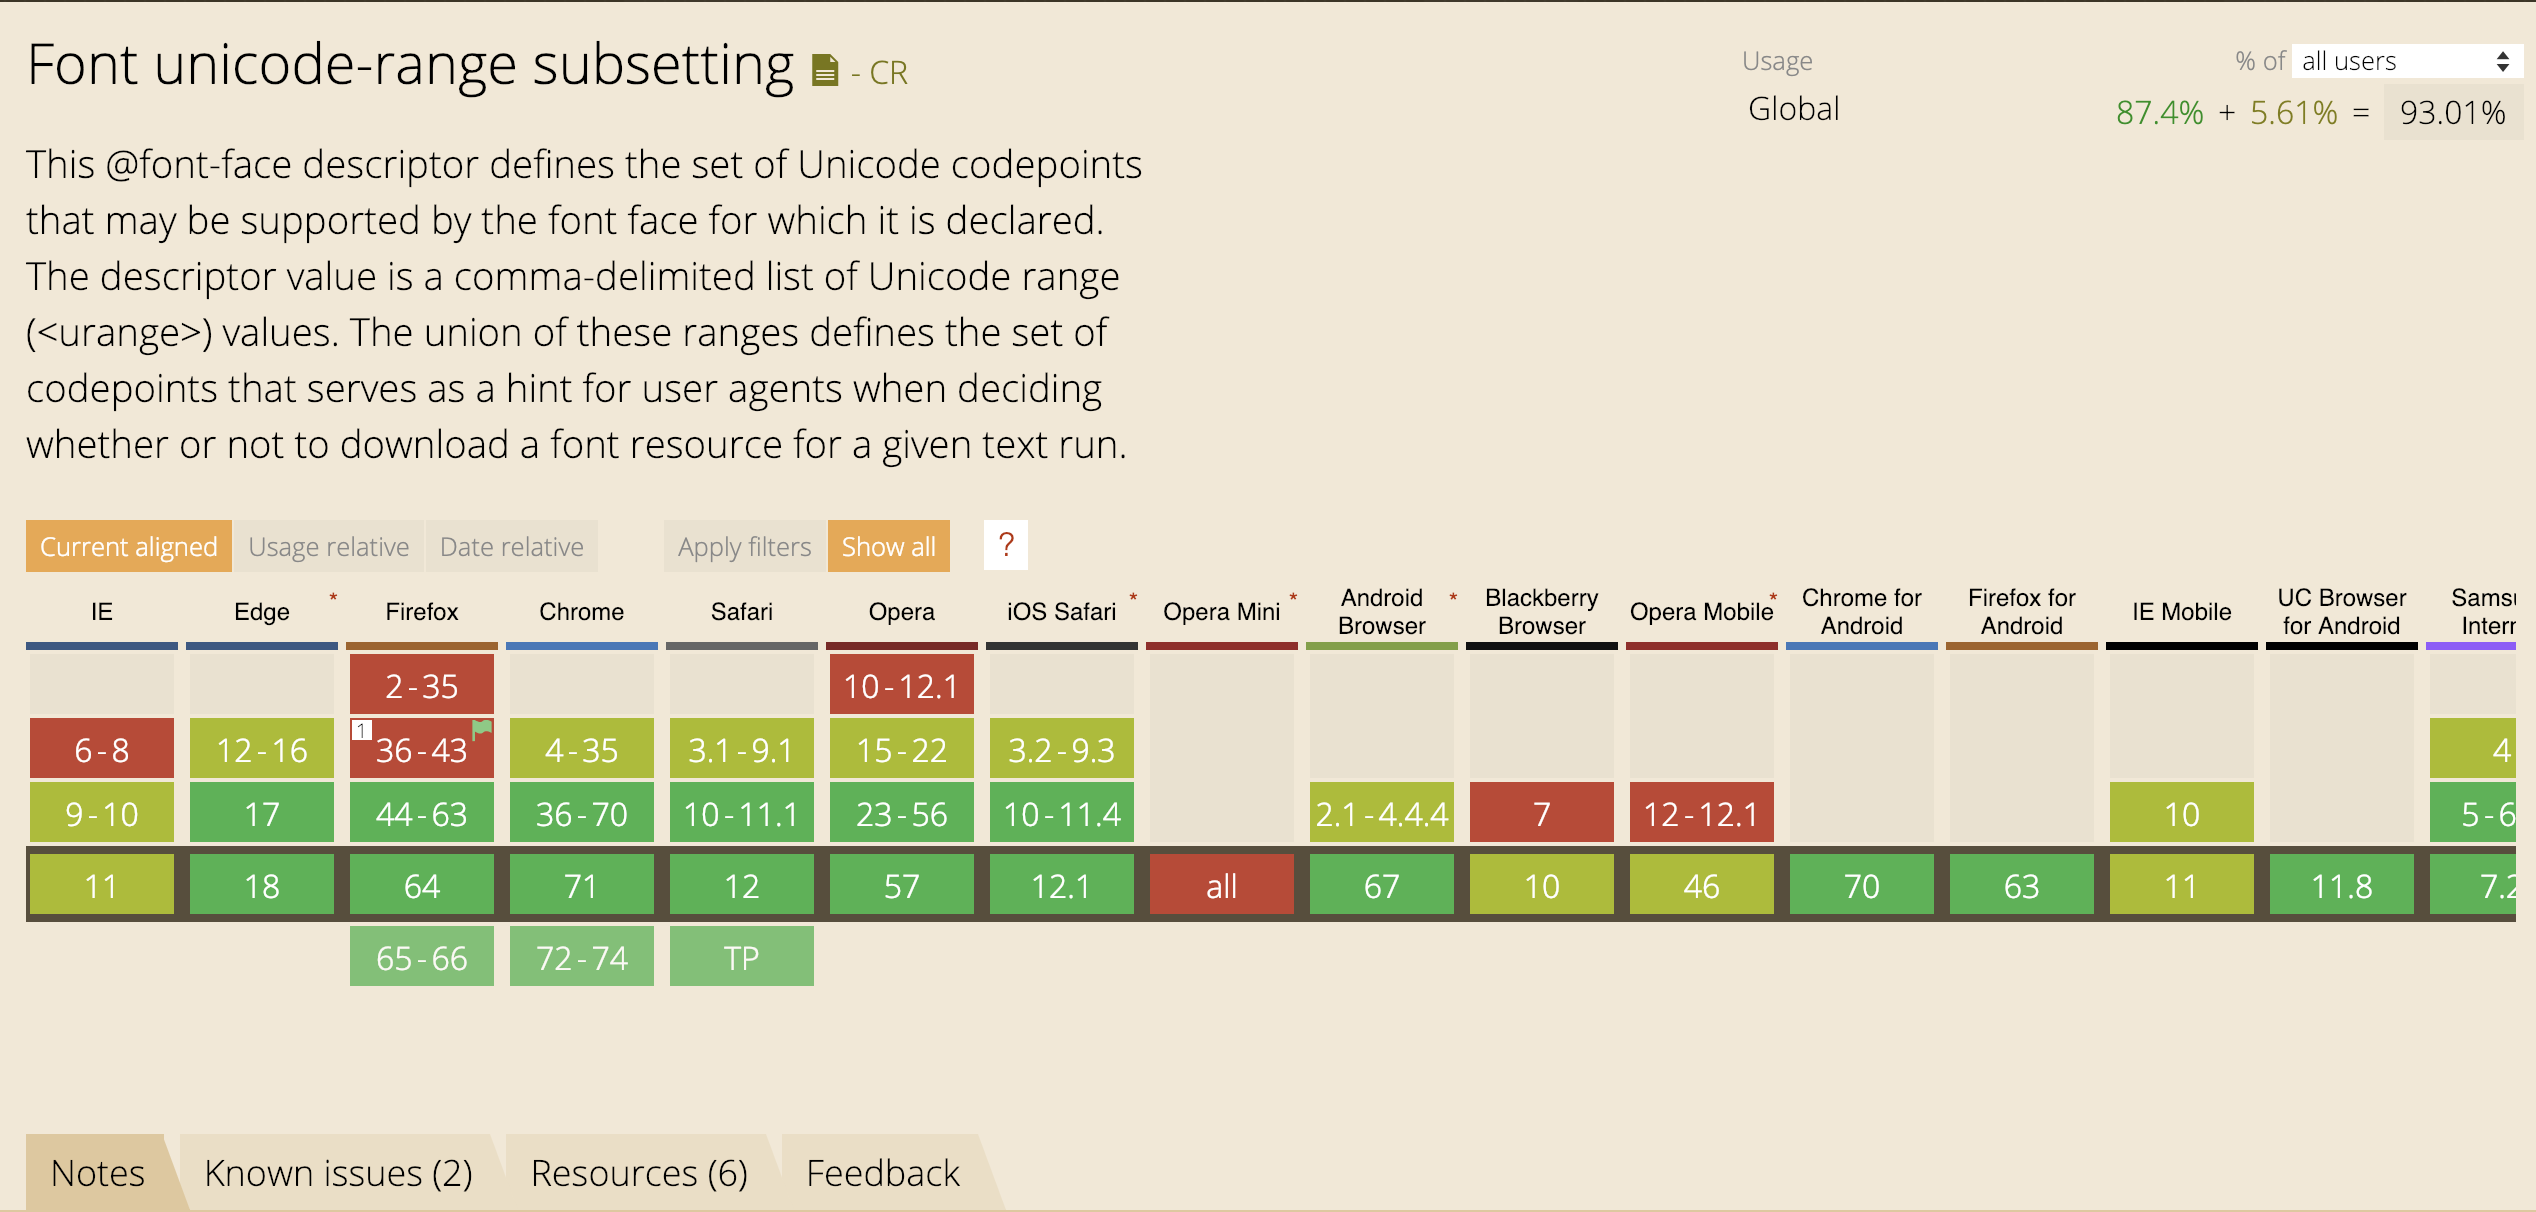 Font unicode-range subsetting - CR
Usage % of all users
Global 87.4% + 5.61% = 93.01%
This @font-face descriptor defines the set of Unicode codepoints
that may be supported by the font face for which it is declared.
The descriptor value is a comma-delimited list of Unicode range
(<urange>) values. The union of these ranges defines the set of
codepoints that serves as a hint for user agents when deciding
whether or not to download a font resource for a given text run.
Current aligned Usage relative Date relative Apply filters Show all ?
IE Edge * Firefox Chrome Safari Opera iOS Safari * Opera Mini * Android Browser * Blackberry Browser Opera Mobile * Chrome for Android Firefox for Android IE Mobile UC Browser for Android
2-35 10-12.1
6-8 12-16 1 36-43 4-35 3.1-9.1 15-22 3.2-9.3 4
9-10 17 44-63 36-70 10-11.1 23-56 10-11.4 2.1-4.4.4 7 12-12.1 10 5-6
11 18 64 71 12 57 12.1 all 67 10 46 70 63 11 11.8 7.2
65-66 72-74 TP
Notes Known issues (2) Resources (6) Feedback